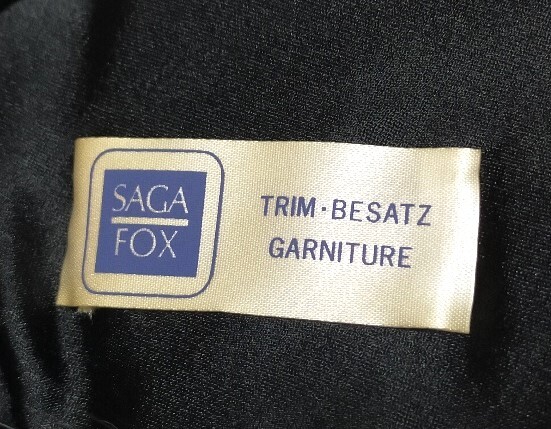 SAGA
FOX
TRIM·BESATZ
GARNITURE